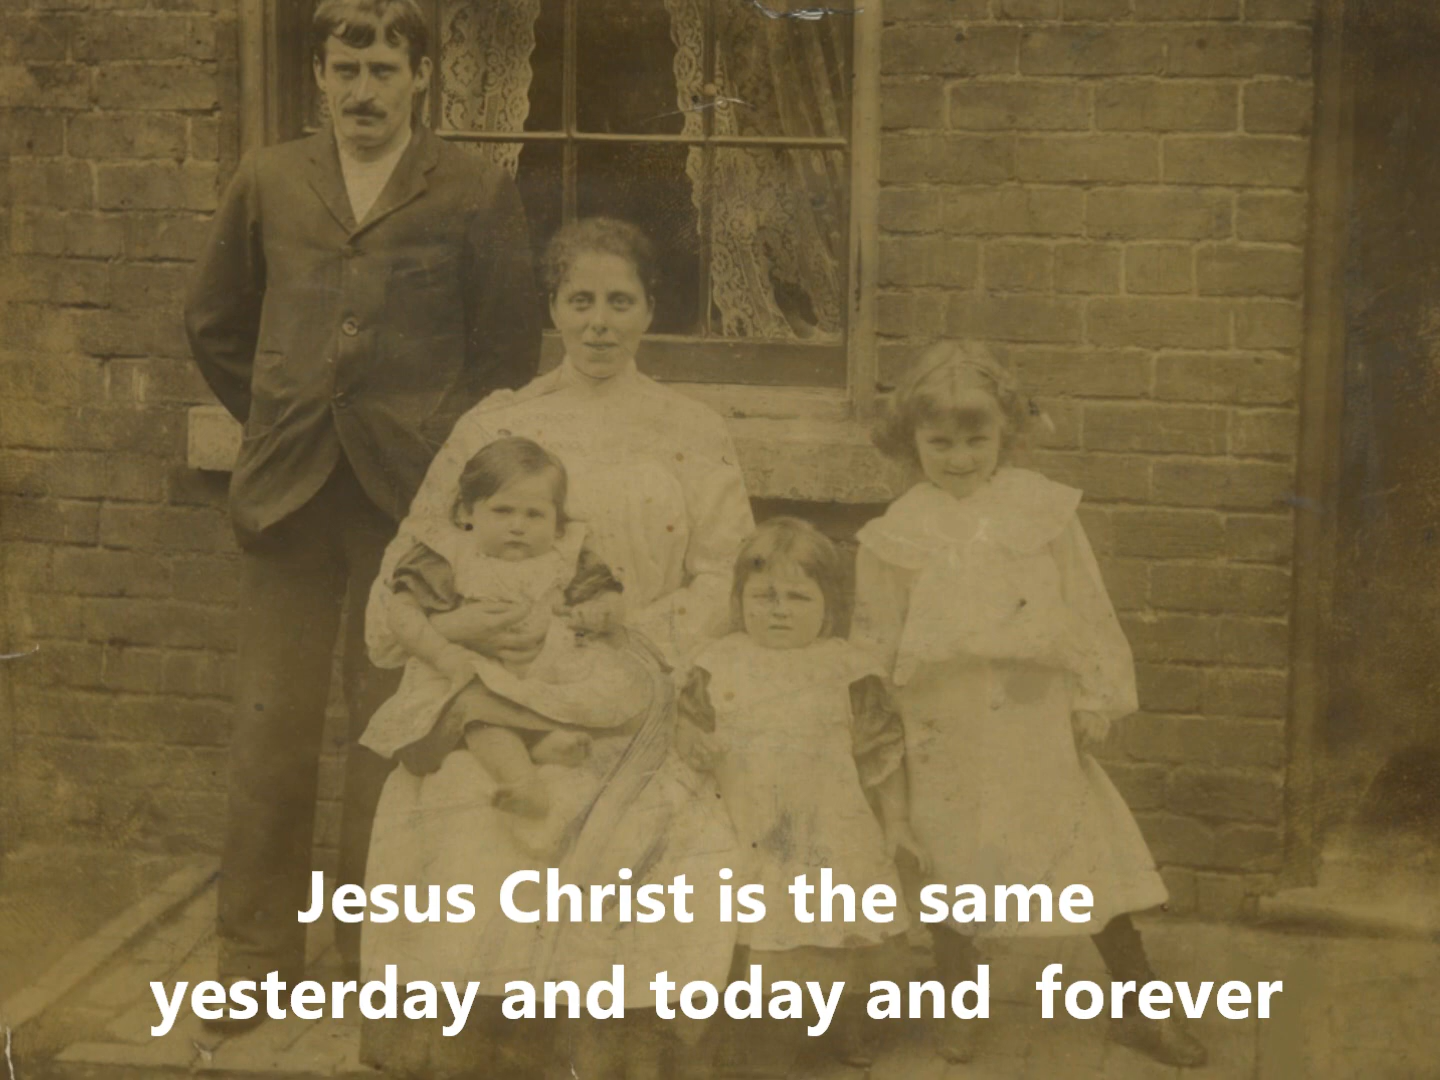 Jesus Christ is the same
yesterday and today and  forever